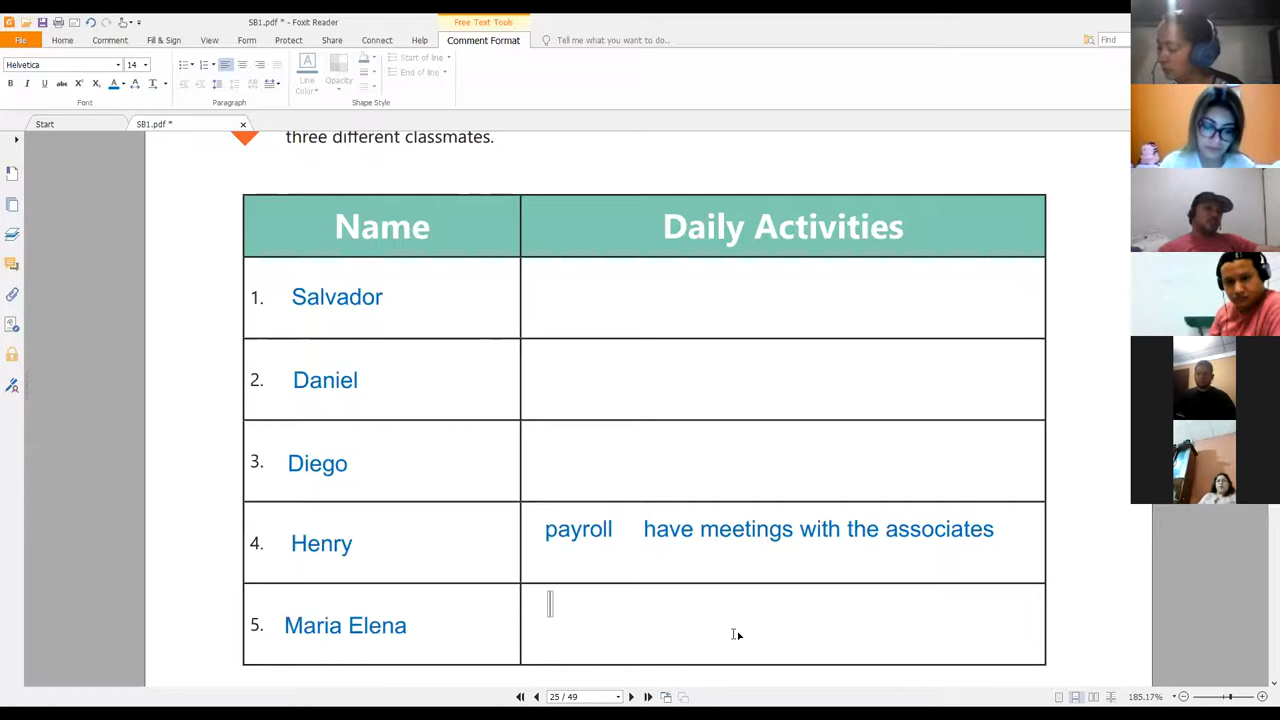 SB1.pdf * - Foxit Reader
Free Text Tools
File Home Comment Fill & Sign View Form Protect Share Connect Help Comment Format Tell me what you want to do.. Find
Helvetica 14
Line Color
Opacity
Start of line
End of line
Font Paragraph Shape Style
Start SB1.pdf *
three different classmates.
Name Daily Activities
1. Salvador
2. Daniel
3. Diego
4. Henry payroll have meetings with the associates
5. Maria Elena
25 / 49 185.17%